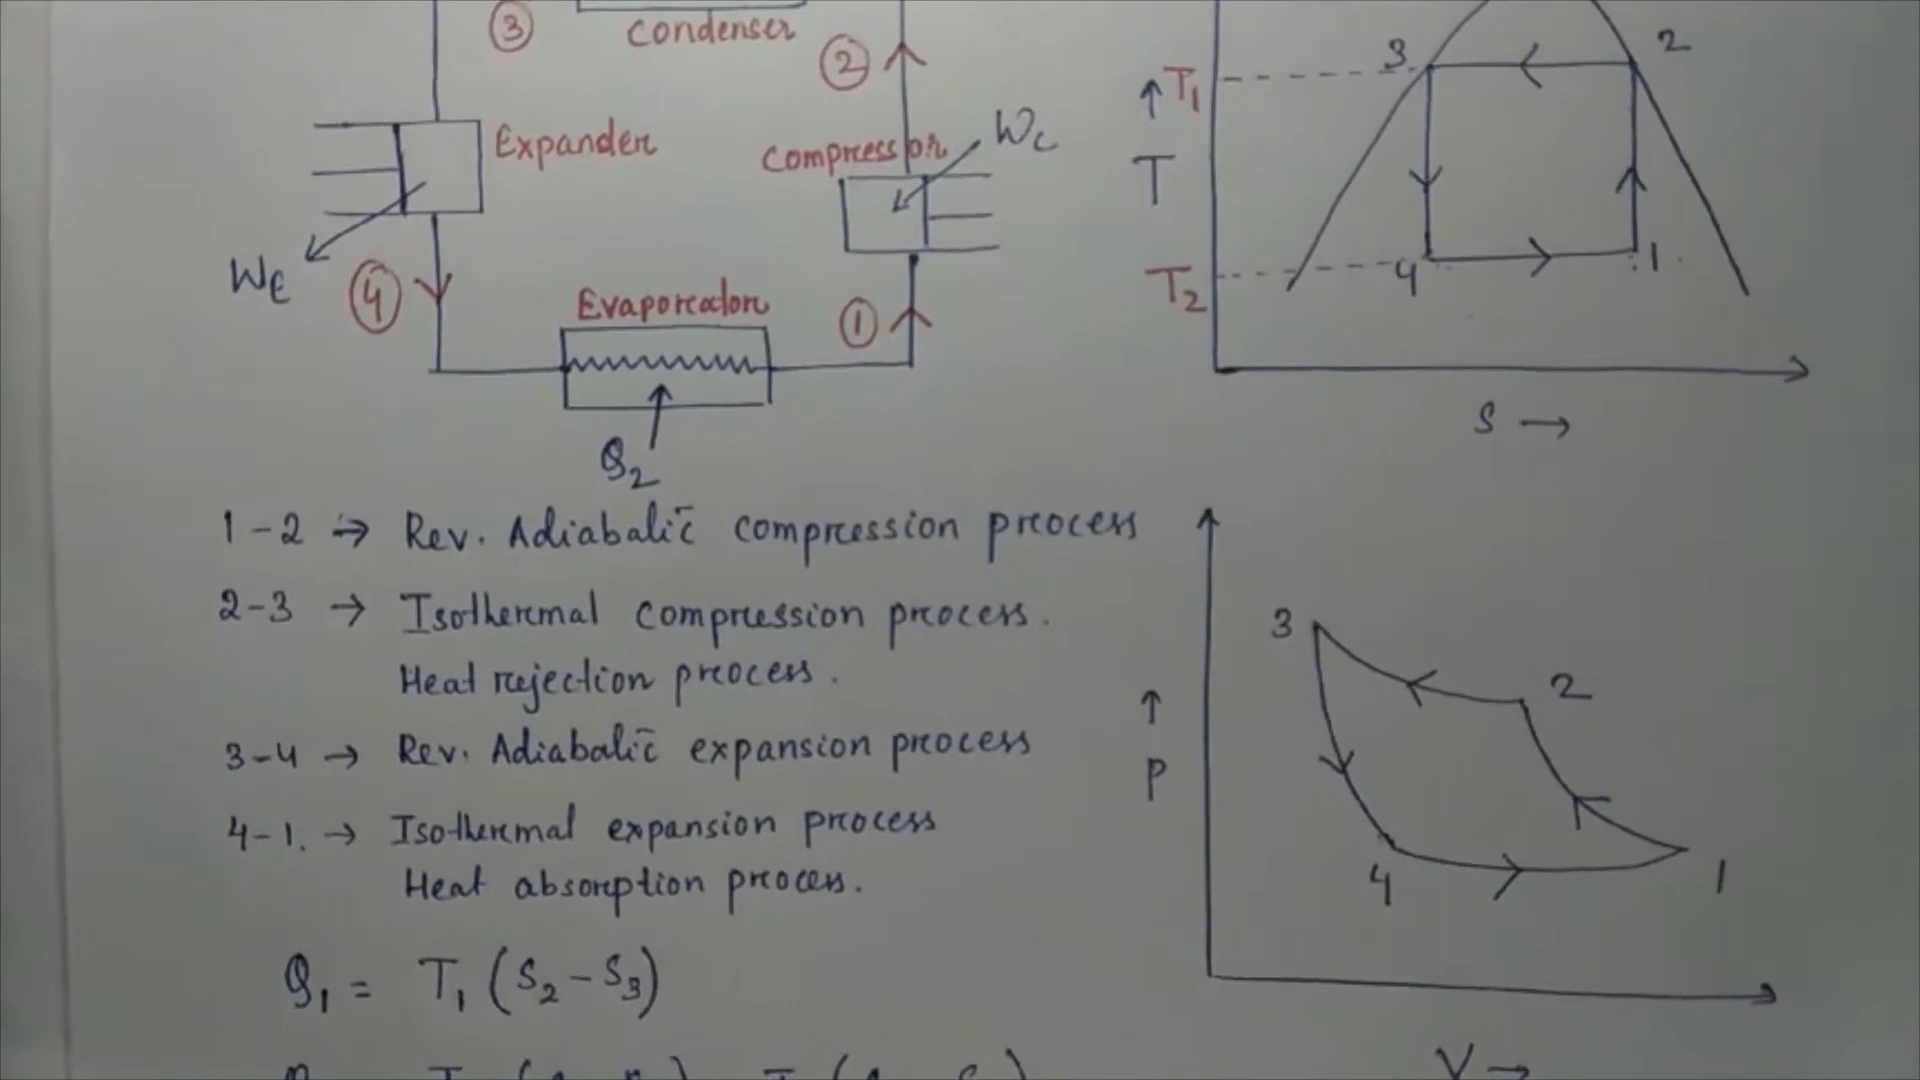 ③ Condenser
②
Expander
Compressor
Wc
WE
④
Evaporator
①
Q2
3
2
T1
↑
T
T2
4
1
S →
1-2 → Rev. Adiabatic compression process
2-3 → Isothermal compression process.
Heat rejection process.
3-4 → Rev. Adiabatic expansion process
4-1. → Isothermal expansion process
Heat absorption process.
Q1 = T1 (S2-S3)
3
2
↑
P
4
1
V →